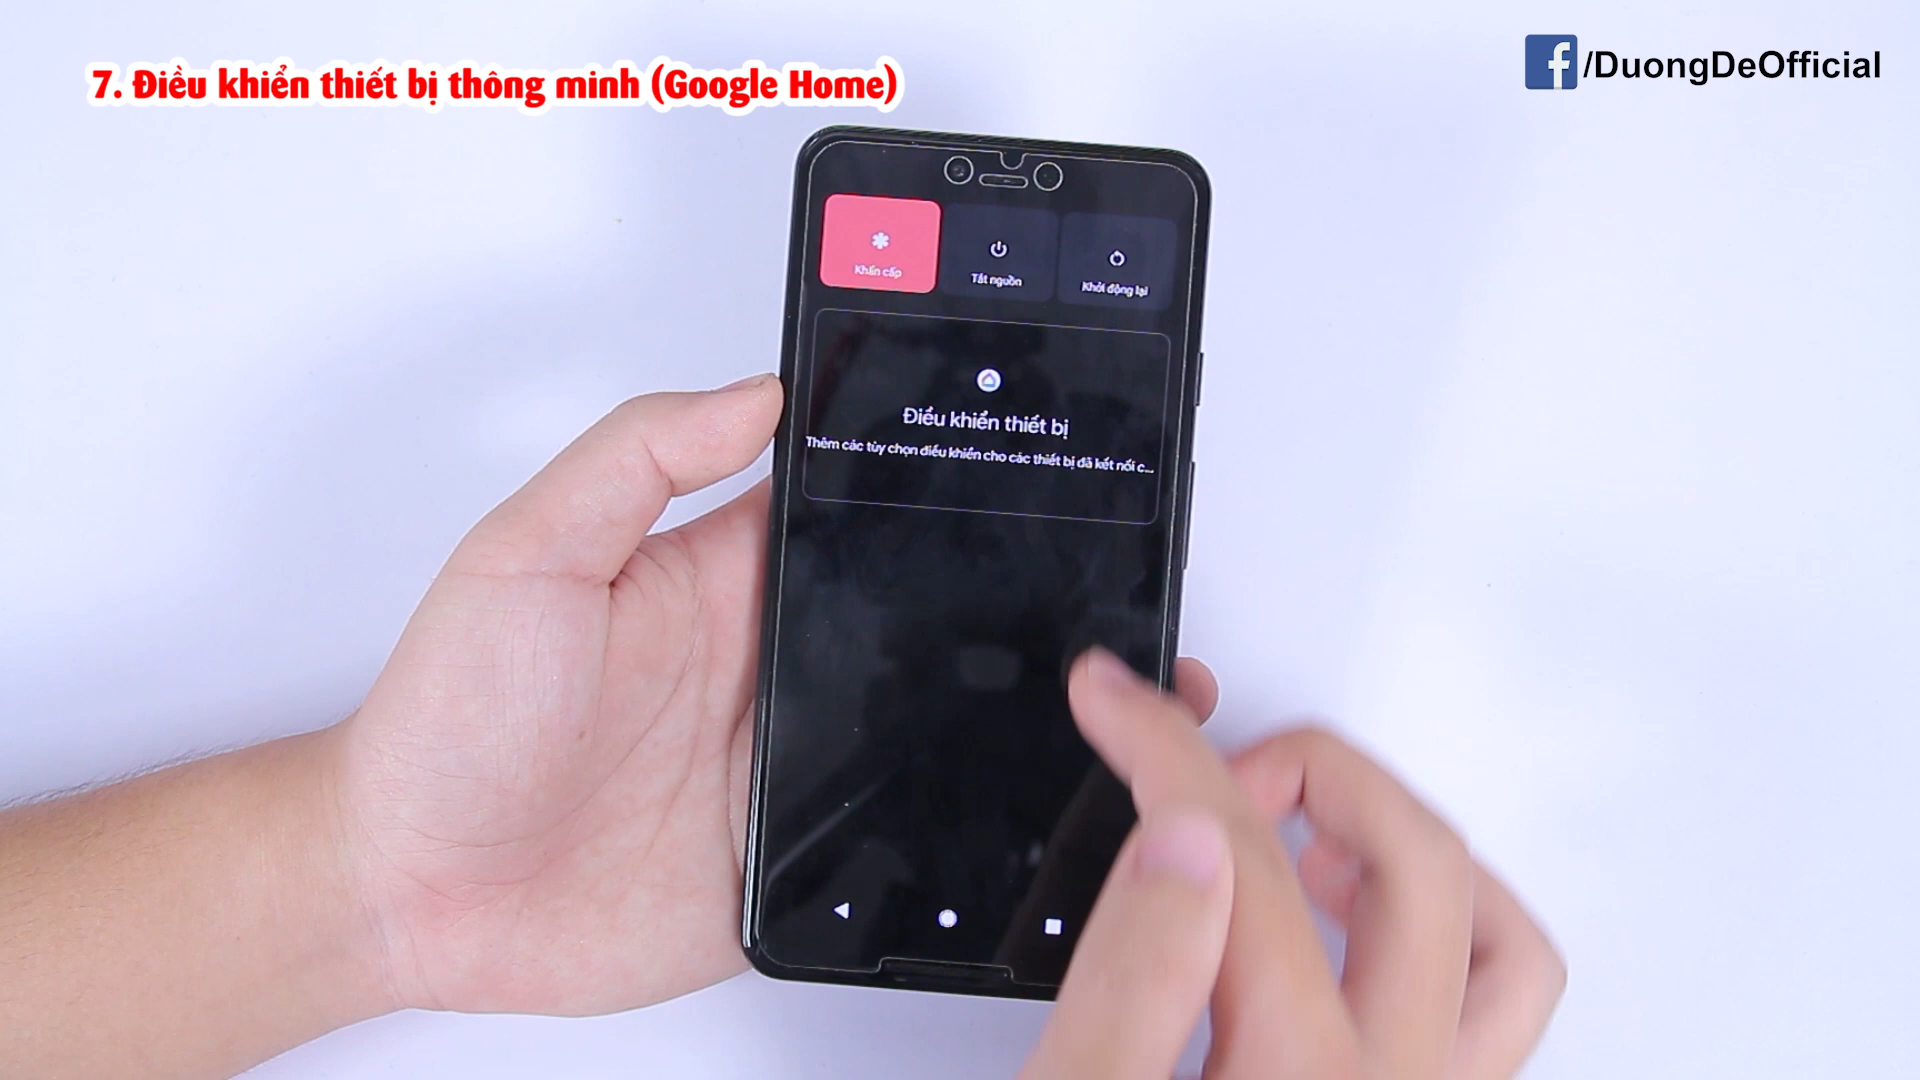 7. Điều khiển thiết bị thông minh (Google Home)
f/DuongDeOfficial
Khẩn cấp
Tắt nguồn
Khởi động lại
Điều khiển thiết bị
Thêm các tùy chọn điều khiển cho các thiết bị đã kết nối c...